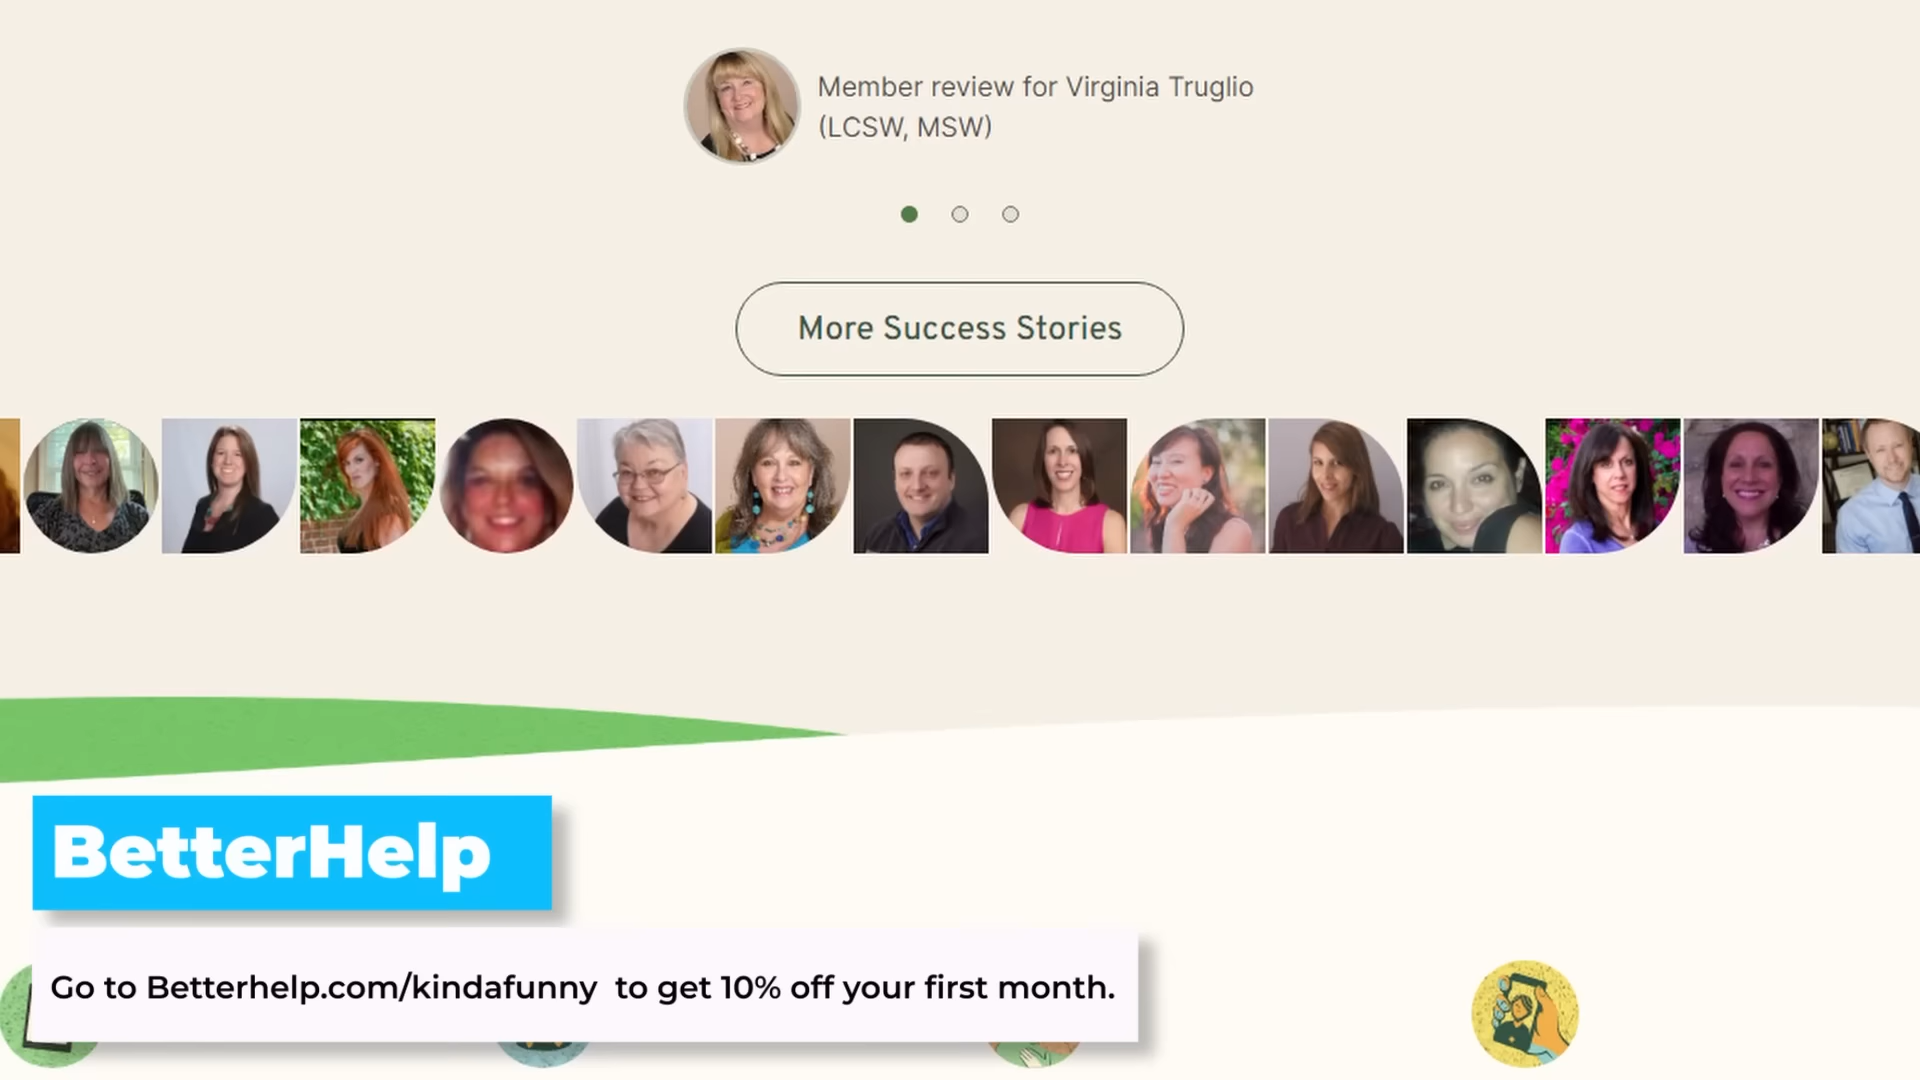 Member review for Virginia Truglio
(LCSW, MSW)
More Success Stories
BetterHelp
Go to Betterhelp.com/kindafunny  to get 10% off your first month.